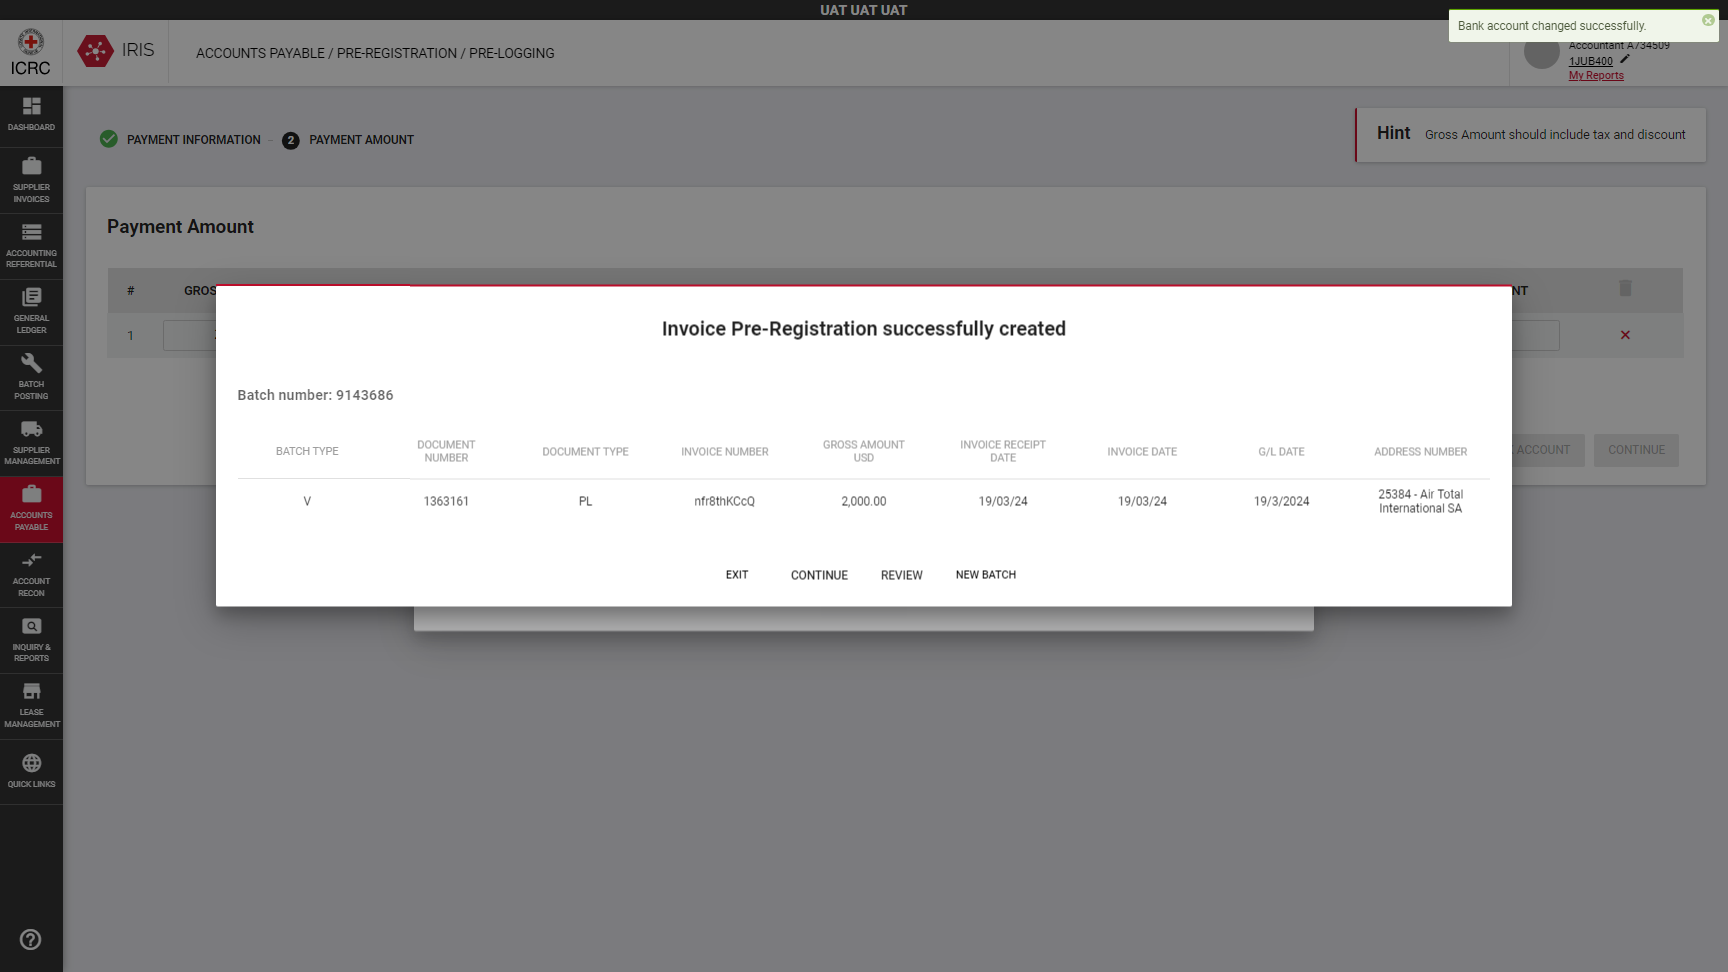 UAT UAT UAT
Bank account changed successfully.
ICRC
IRIS
ACCOUNTS PAYABLE / PRE-REGISTRATION / PRE-LOGGING
Accountant A734509
1JUB400
My Reports
DASHBOARD
SUPPLIER
INVOICES
ACCOUNTING
REFERENTIAL
GENERAL
LEDGER
BATCH
POSTING
SUPPLIER
MANAGEMENT
ACCOUNTS
PAYABLE
ACCOUNT
RECON
INQUIRY &
REPORTS
LEASE
MANAGEMENT
QUICK LINKS
PAYMENT INFORMATION
2 PAYMENT AMOUNT
Hint Gross Amount should include tax and discount
Payment Amount
# GROS NT
1
ACCOUNT CONTINUE
Invoice Pre-Registration successfully created
Batch number: 9143686
BATCH TYPE DOCUMENT NUMBER DOCUMENT TYPE INVOICE NUMBER GROSS AMOUNT USD INVOICE RECEIPT DATE INVOICE DATE G/L DATE ADDRESS NUMBER
V 1363161 PL nfr8thKCcQ 2,000.00 19/03/24 19/03/24 19/3/2024 25384 - Air Total International SA
EXIT CONTINUE REVIEW NEW BATCH